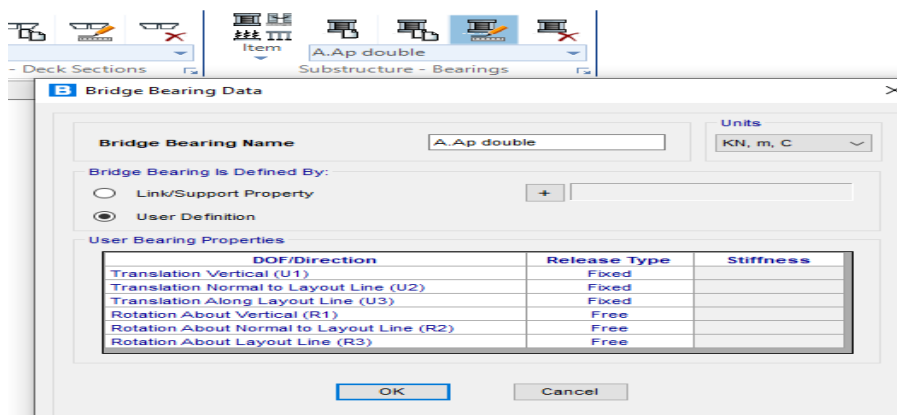 Item
A.Ap double
- Deck Sections
Substructure - Bearings
B Bridge Bearing Data
Units
Bridge Bearing Name
A.Ap double
KN, m, C
Bridge Bearing Is Defined By:
Link/Support Property
+
User Definition
User Bearing Properties
DOF/Direction Release Type Stiffness
Translation Vertical (U1) Fixed
Translation Normal to Layout Line (U2) Fixed
Translation Along Layout Line (U3) Fixed
Rotation About Vertical (R1) Free
Rotation About Normal to Layout Line (R2) Free
Rotation About Layout Line (R3) Free
OK Cancel